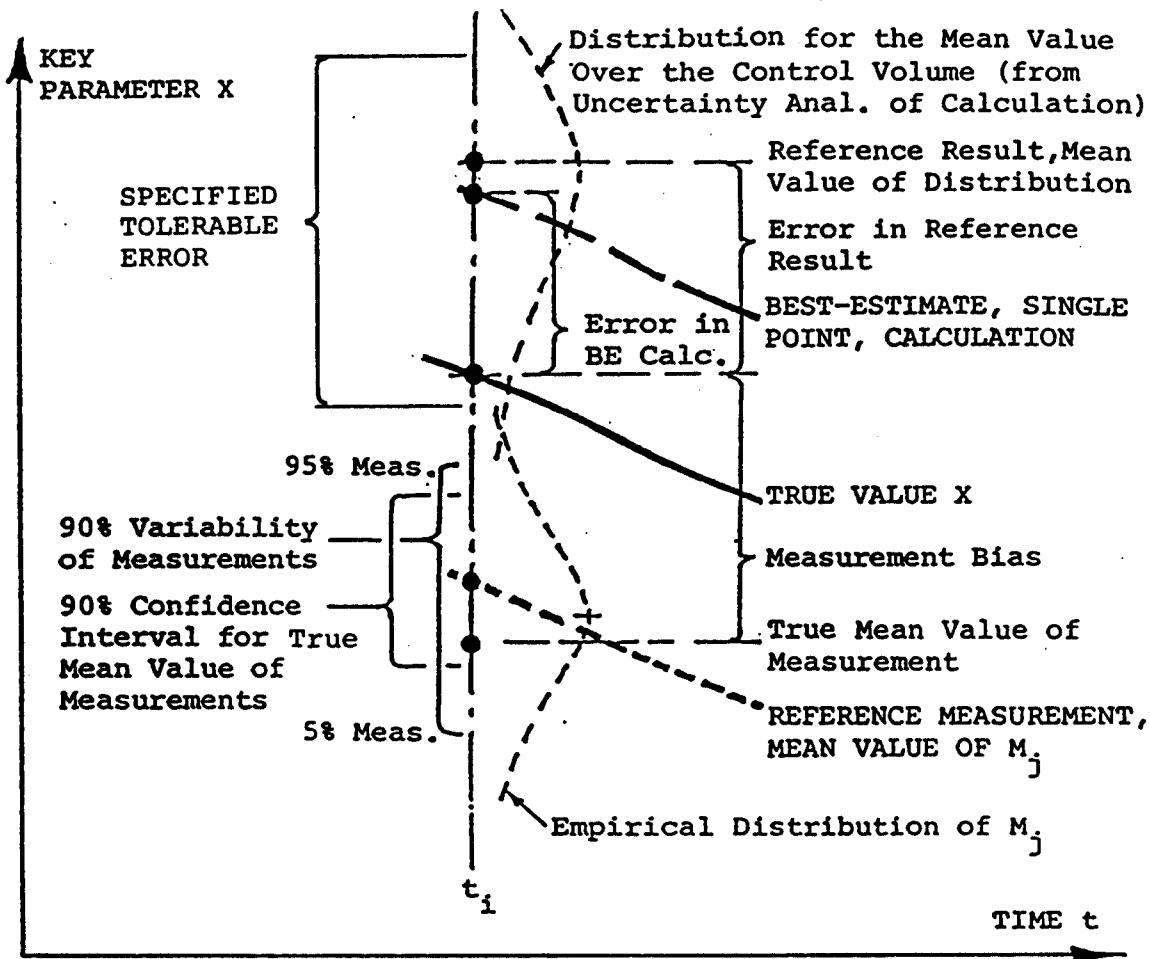 KEY
PARAMETER X
Distribution for the Mean Value
Over the Control Volume (from
Uncertainty Anal. of Calculation)
Reference Result,Mean
Value of Distribution
SPECIFIED
TOLERABLE
ERROR
Error in Reference
Result
BEST-ESTIMATE, SINGLE
POINT, CALCULATION
Error in
BE Calc.
95% Meas.
TRUE VALUE X
90% Variability
of Measurements
Measurement Bias
90% Confidence
Interval for True
Mean Value of
Measurements
True Mean Value of
Measurement
5% Meas.
REFERENCE MEASUREMENT,
MEAN VALUE OF Mj
Empirical Distribution of Mj
ti
TIME t